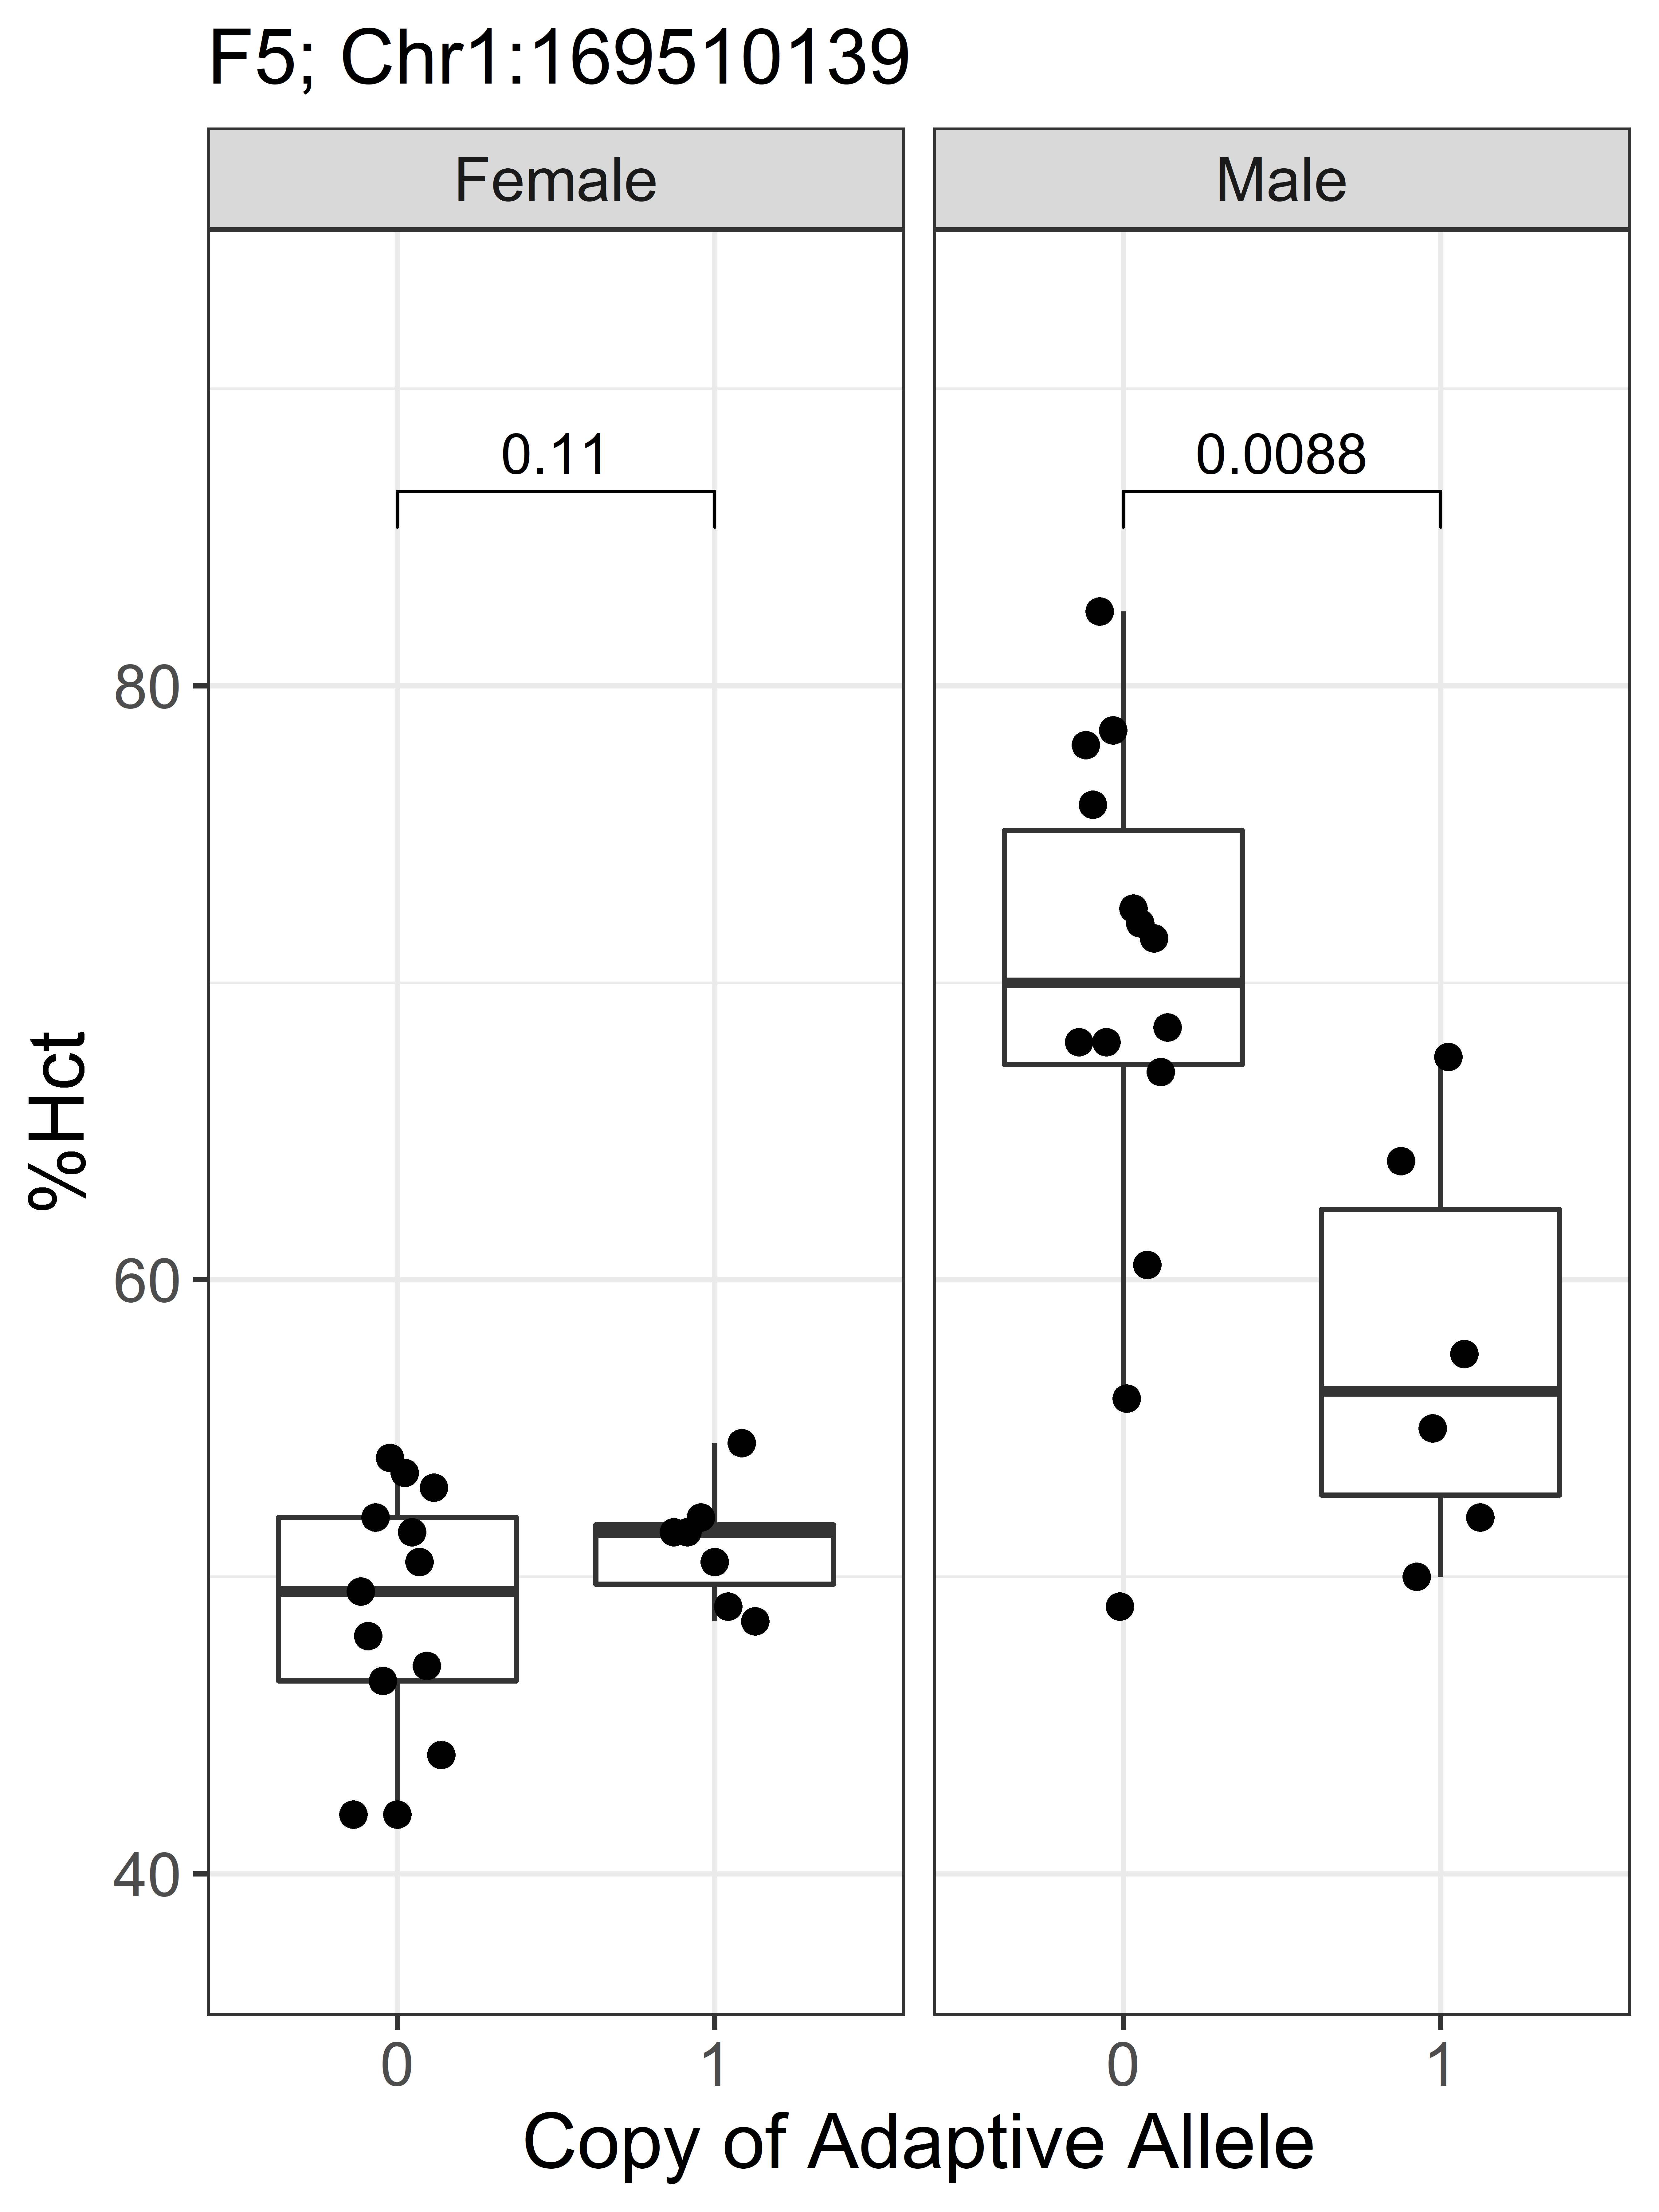 F5; Chr1:169510139
Female
Male
0.11
0.0088
80
60
40
%Hct
0
1
0
1
Copy of Adaptive Allele